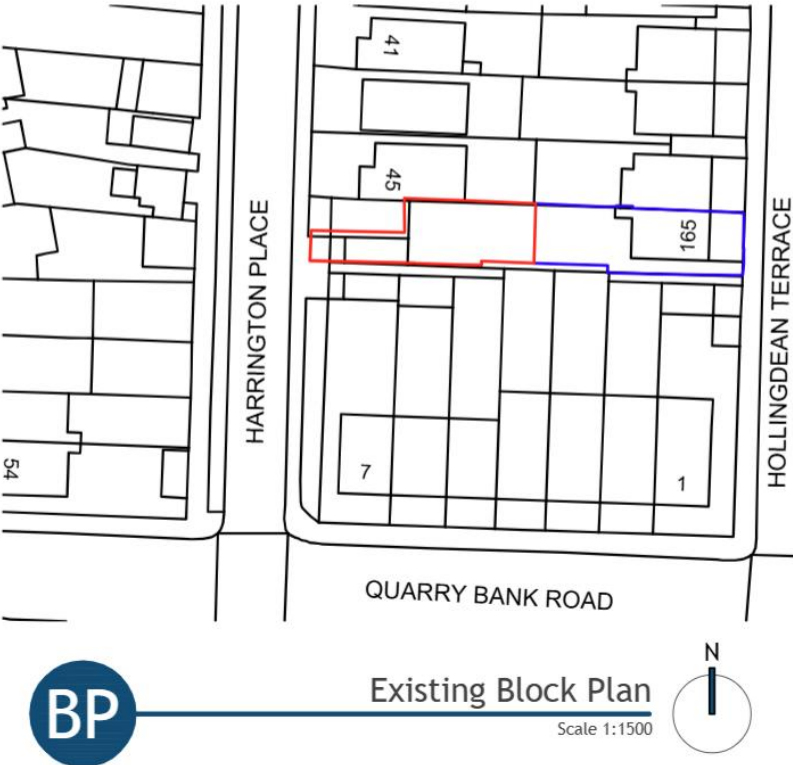 41
45
165
HARRINGTON PLACE
HOLLINGDEAN TERRACE
54
7
1
QUARRY BANK ROAD
N
BP
Existing Block Plan
Scale 1:1500